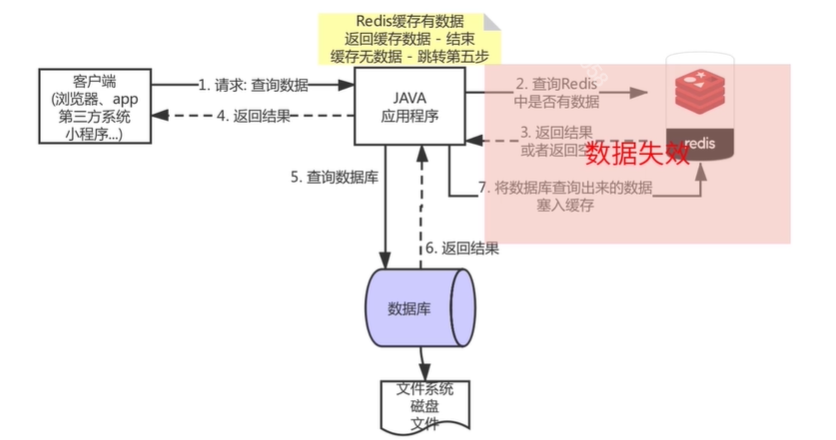 Redis缓存有数据
返回缓存数据 - 结束
缓存无数据 - 跳转第五步
客户端
(浏览器、app
第三方系统
小程序...)
1. 请求: 查询数据
4. 返回结果
JAVA
应用程序
2. 查询Redis
中是否有数据
3. 返回结果
或者返回空
redis
数据失效
5. 查询数据库
7. 将数据库查询出来的数据
塞入缓存
6. 返回结果
数据库
文件系统
磁盘
文件